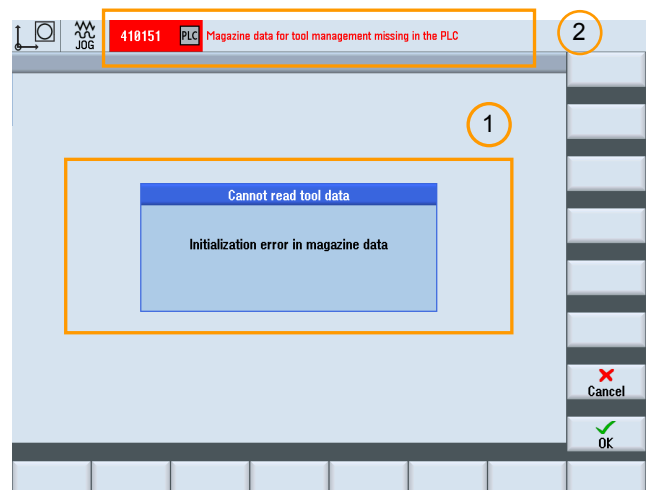 JOG
410151 PLC Magazine data for tool management missing in the PLC
2
1
Cannot read tool data
Initialization error in magazine data
Cancel
OK